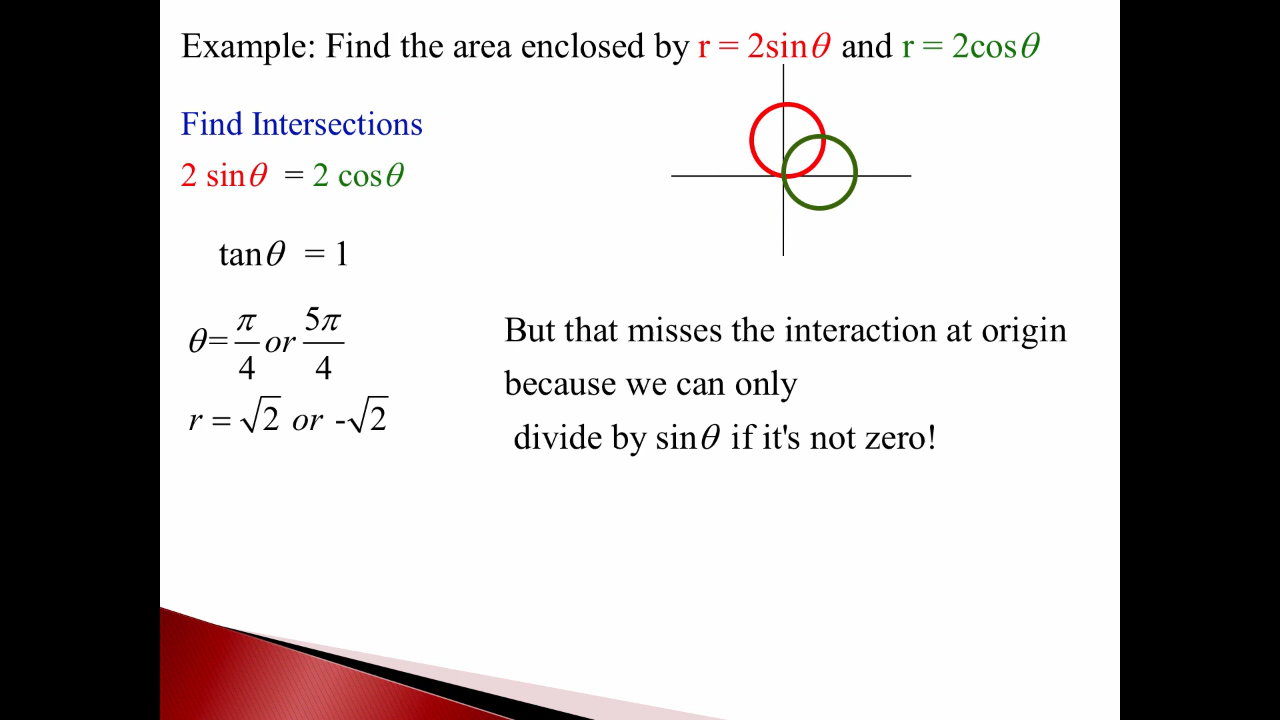 Example: Find the area enclosed by r = 2sinθ and r = 2cosθ
Find Intersections
2 sinθ = 2 cosθ
tanθ = 1
θ= π/4 or 5π/4
r = √2 or -√2
But that misses the interaction at origin
because we can only
divide by sinθ if it's not zero!